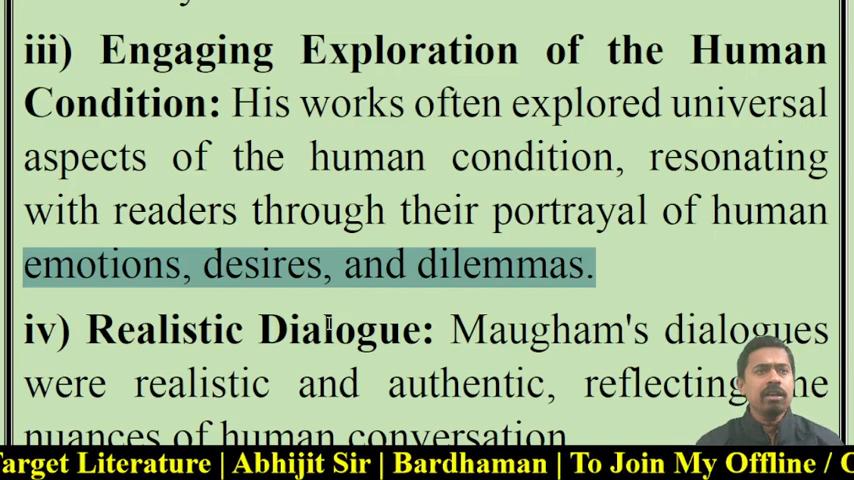 iii) Engaging Exploration of the Human
Condition: His works often explored universal
aspects of the human condition, resonating
with readers through their portrayal of human
emotions, desires, and dilemmas.
iv) Realistic Dialogue: Maugham's dialogues
were realistic and authentic, reflecting
nuances of human conversation
Target Literature | Abhijit Sir | Bardhaman | To Join My Offline /